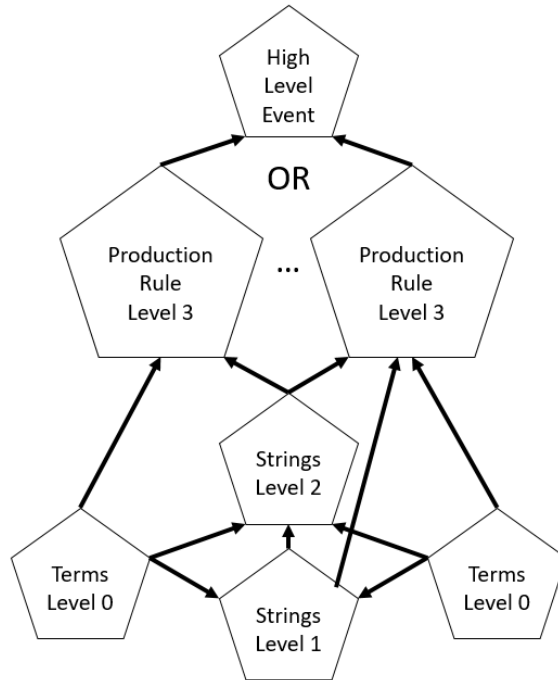 High
Level
Event
OR
Production
Rule
Level 3
...
Production
Rule
Level 3
Strings
Level 2
Terms
Level 0
Strings
Level 1
Terms
Level 0